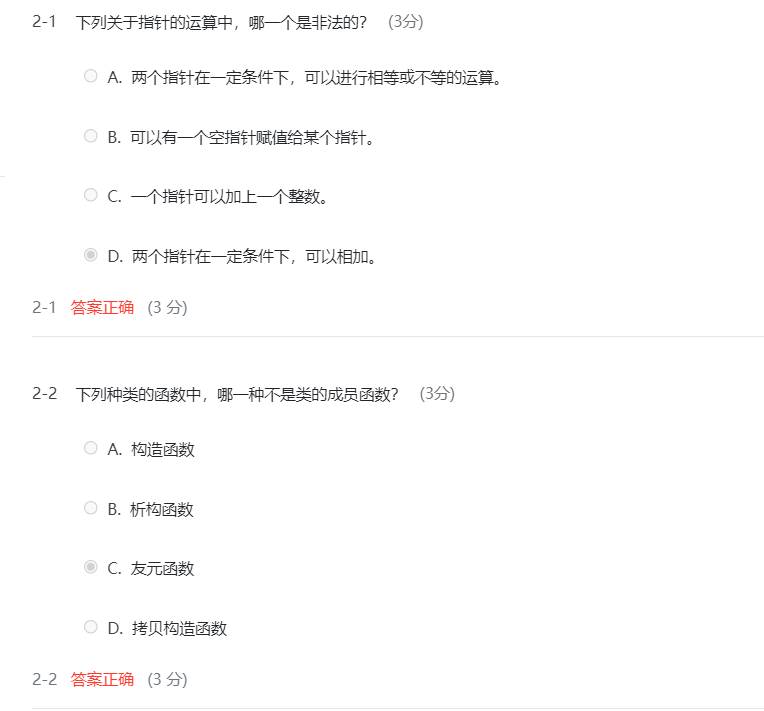 2-1 下列关于指针的运算中，哪一个是非法的？ (3分)
A. 两个指针在一定条件下，可以进行相等或不等的运算。
B. 可以有一个空指针赋值给某个指针。
C. 一个指针可以加上一个整数。
D. 两个指针在一定条件下，可以相加。
2-1 答案正确 (3 分)
2-2 下列种类的函数中，哪一种不是类的成员函数？ (3分)
A. 构造函数
B. 析构函数
C. 友元函数
D. 拷贝构造函数
2-2 答案正确 (3 分)